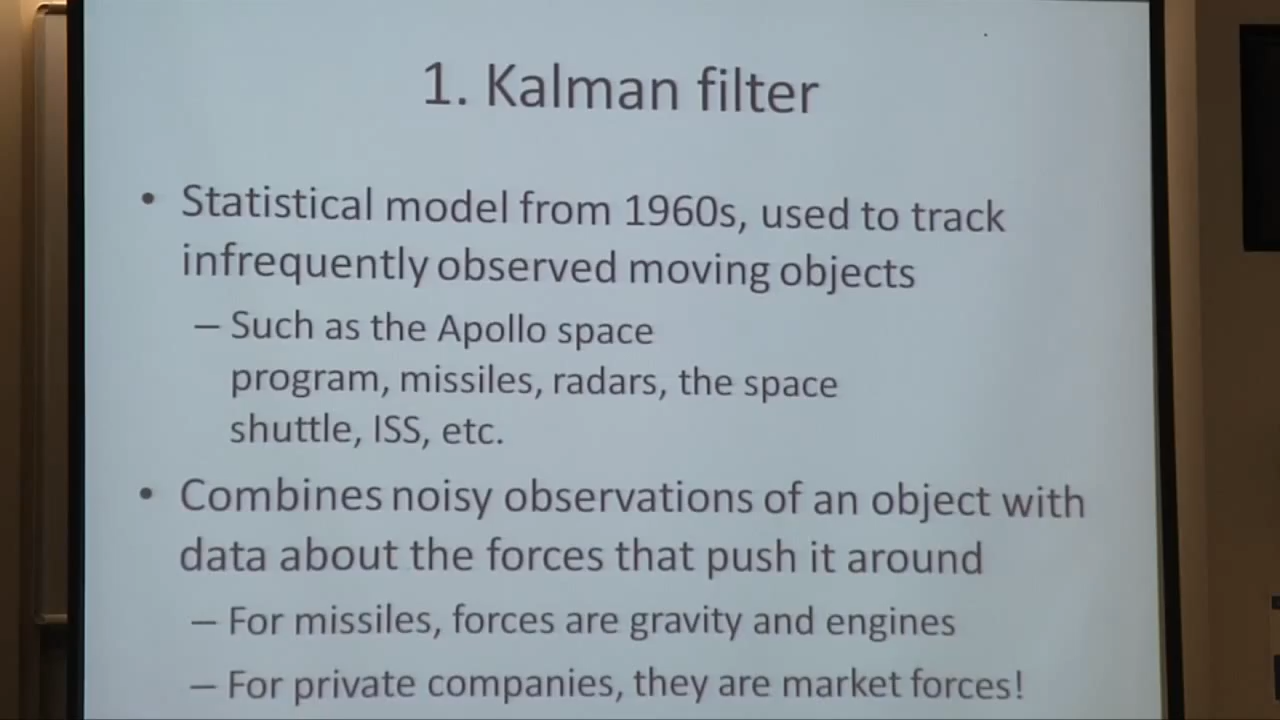 1. Kalman filter
• Statistical model from 1960s, used to track
infrequently observed moving objects
– Such as the Apollo space
program, missiles, radars, the space
shuttle, ISS, etc.
• Combines noisy observations of an object with
data about the forces that push it around
– For missiles, forces are gravity and engines
– For private companies, they are market forces!